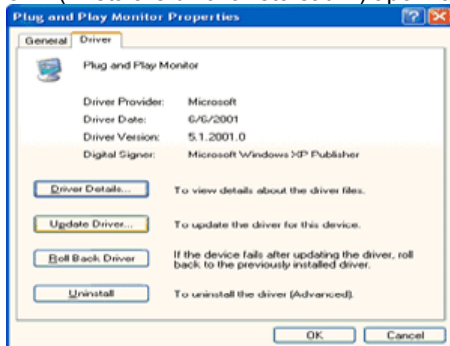 Plug and Play Monitor Properties
General Driver
Plug and Play Monitor
Driver Provider: Microsoft
Driver Date: 6/6/2001
Driver Version: 5.1.2001.0
Digital Signer: Microsoft Windows XP Publisher
Driver Details... To view details about the driver files.
Update Driver... To update the driver for this device.
Roll Back Driver If the device fails after updating the driver, roll
back to the previously installed driver.
Uninstall To uninstall the driver (Advanced).
OK Cancel